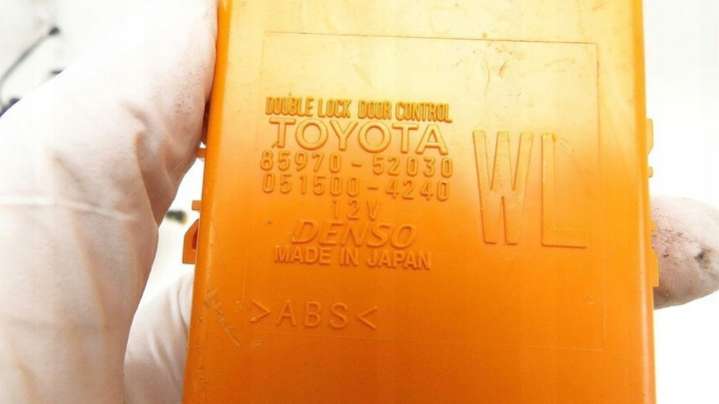 DOUBLE LOCK DOOR CONTROL
TOYOTA
85970-52030
051500-4240
12V
DENSO
MADE IN JAPAN
WL
>ABS<